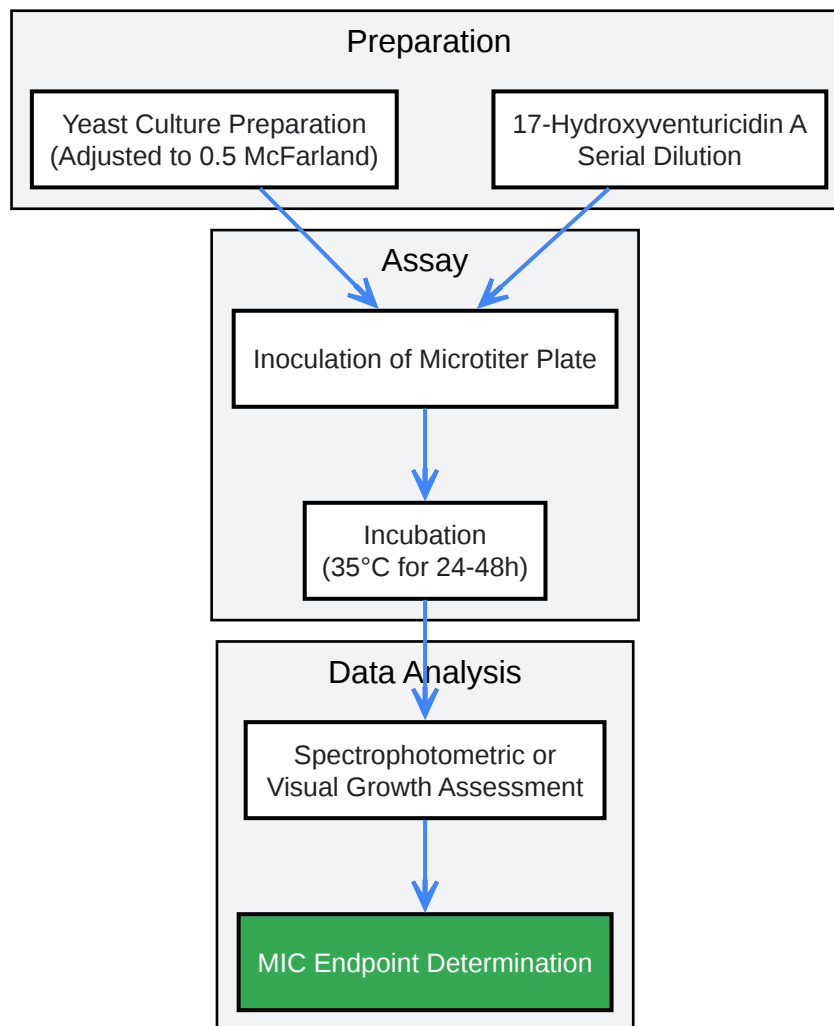 Preparation
Yeast Culture Preparation
(Adjusted to 0.5 McFarland)
17-Hydroxyventuricidin A
Serial Dilution
Assay
Inoculation of Microtiter Plate
Incubation
(35°C for 24-48h)
Data Analysis
Spectrophotometric or
Visual Growth Assessment
MIC Endpoint Determination